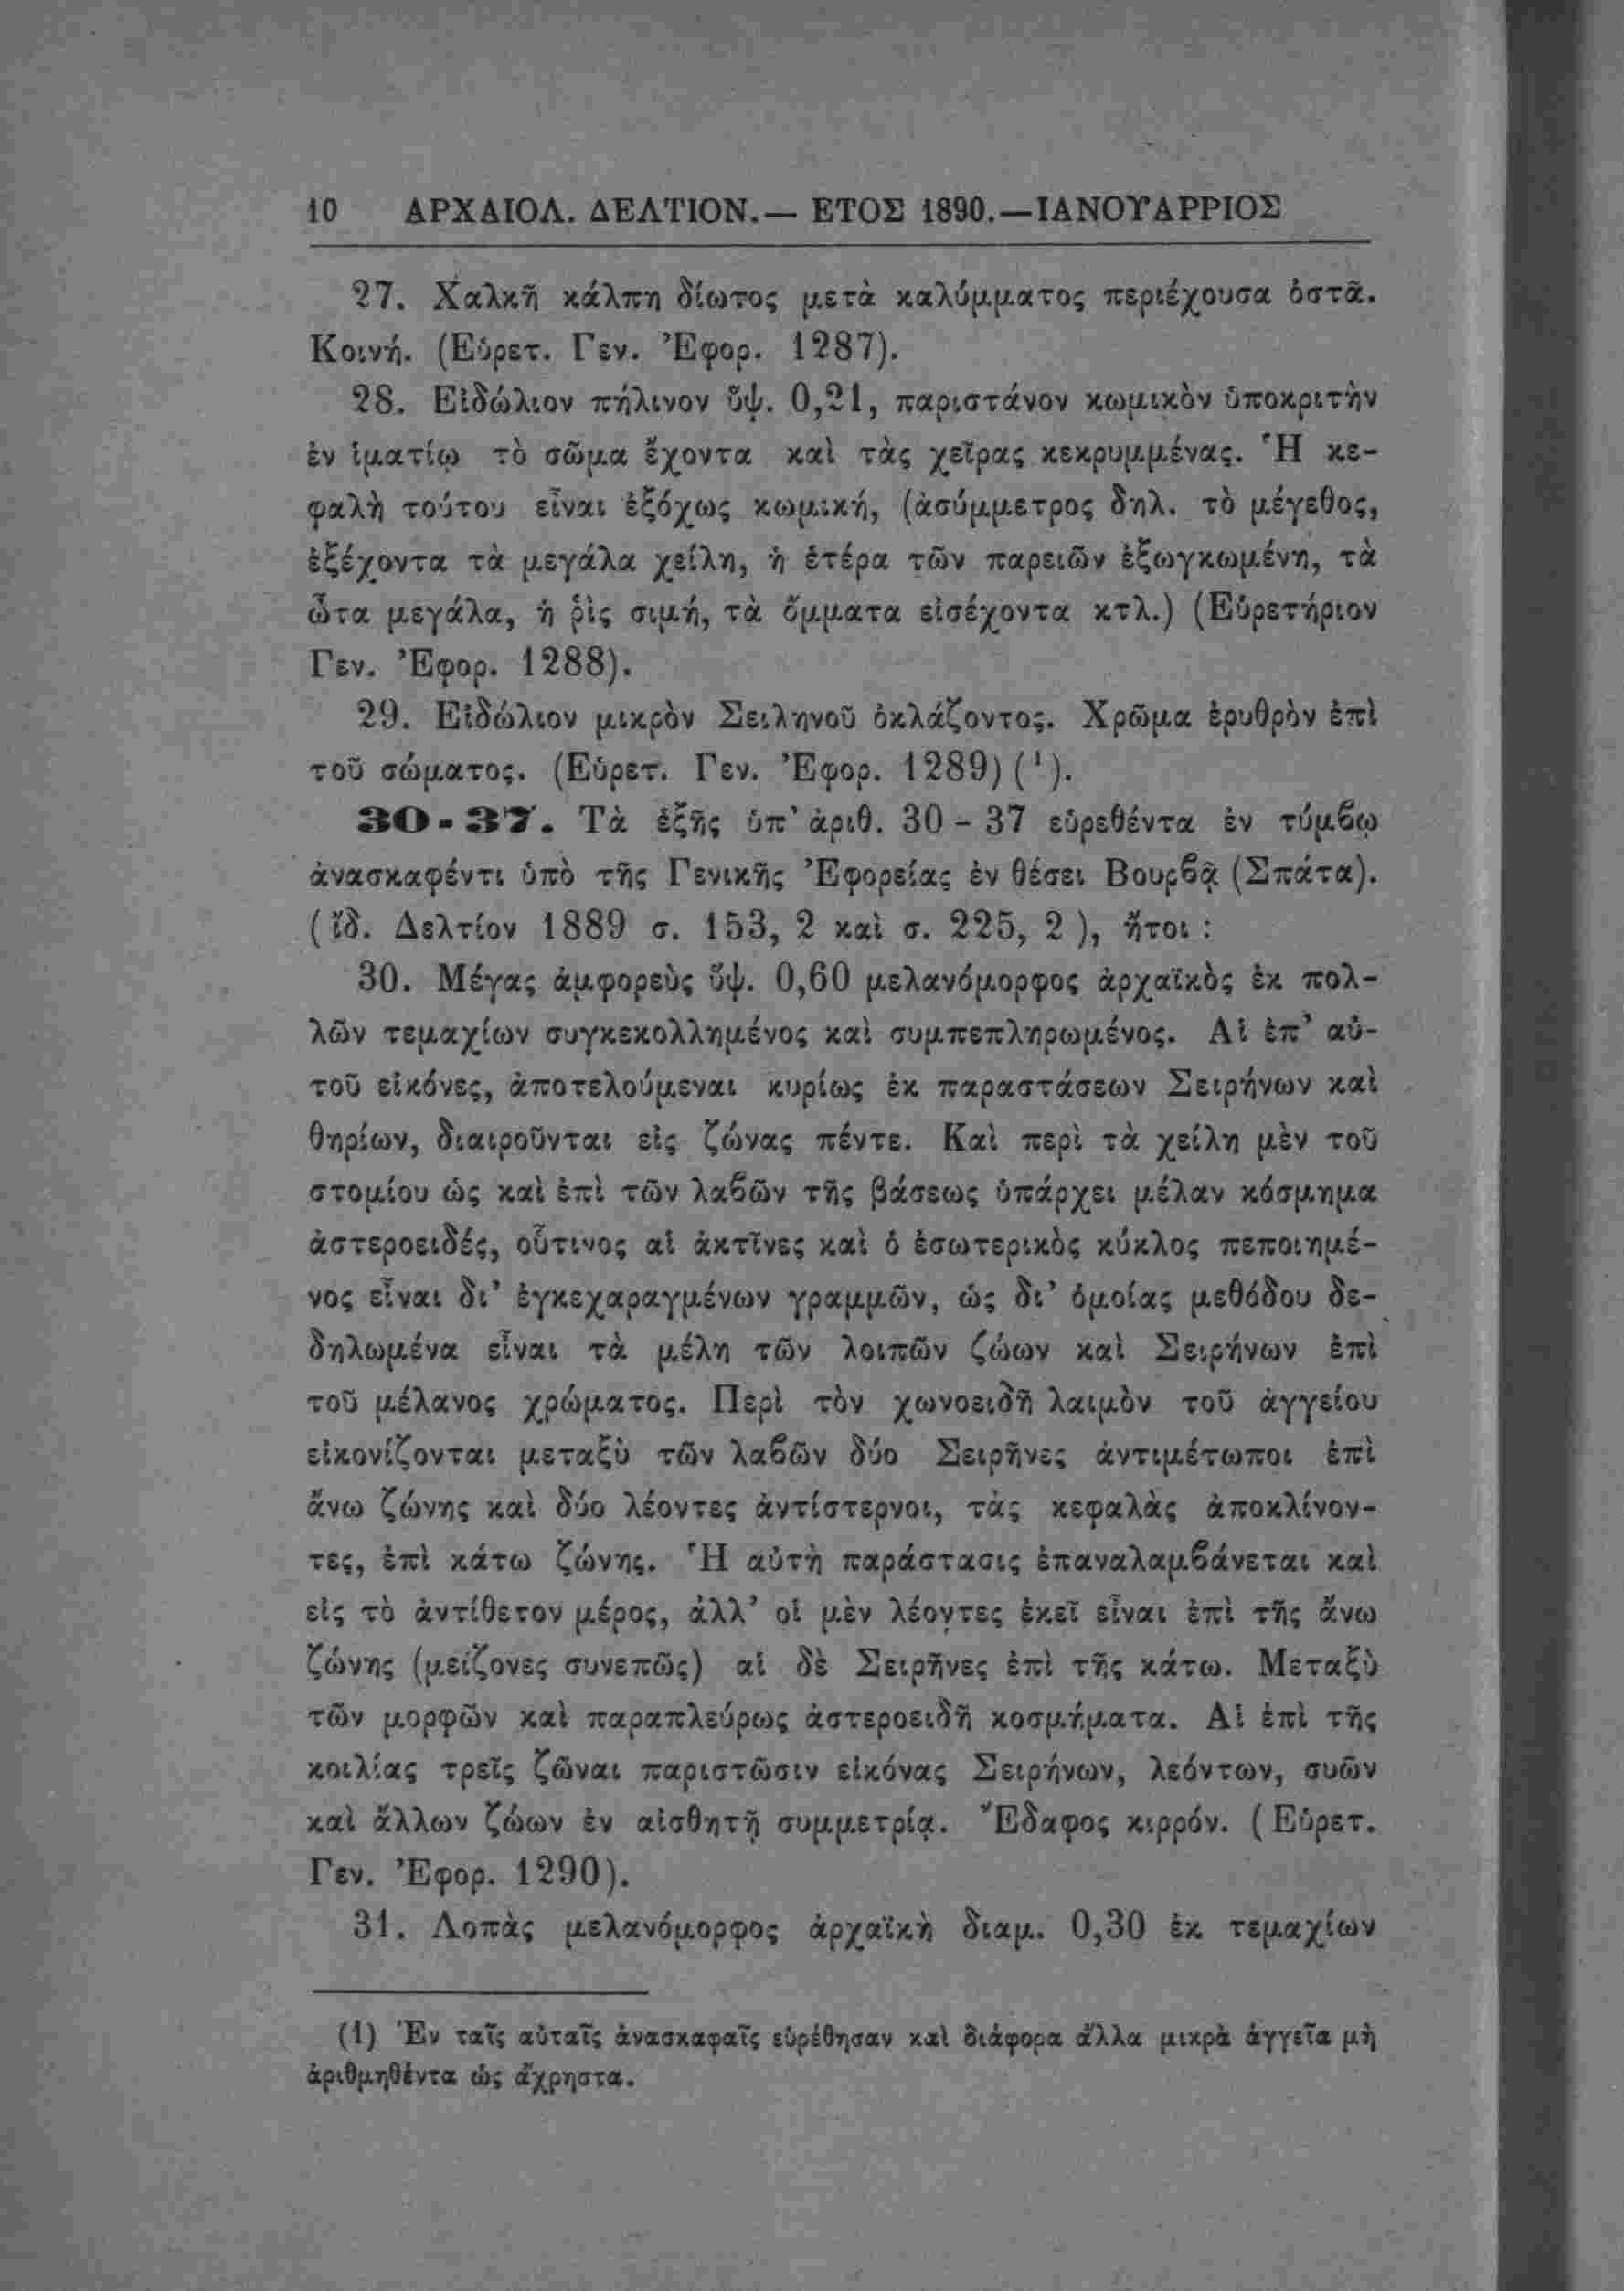 10 ΑΡΧΑΙΟΛ. ΔΕΛΤΙΟΝ.— ΕΤΟΣ 1890.—ΙΑΝΟΥΑΡΡΙΟΣ
27. Χαλκῆ κάλπη δίωτος μετὰ καλύμματος περιέχουσα ὀστᾶ.
Κοινή. (Εὑρετ. Γεν. Ἐφορ. 1287).
28. Εἰδώλιον πήλινον ὕψ. 0,21, παριστάνον κωμικὸν ὑποκριτὴν
ἐν ἱματίῳ τὸ σῶμα ἔχοντα καὶ τὰς χεῖρας κεκρυμμένας. Ἡ κε-
φαλὴ τούτου εἶναι ἐξόχως κωμική, (ἀσύμμετρος δηλ. τὸ μέγεθος,
ἐξέχοντα τὰ μεγάλα χείλη, ἡ ἑτέρα τῶν παρειῶν ἐξωγκωμένη, τὰ
ὦτα μεγάλα, ἡ ῥὶς σιμή, τὰ ὄμματα εἰσέχοντα κτλ.) (Εὑρετήριον
Γεν. Ἐφορ. 1288).
29. Εἰδώλιον μικρὸν Σειληνοῦ ὀκλάζοντος. Χρῶμα ἐρυθρὸν ἐπὶ
τοῦ σώματος. (Εὑρετ. Γεν. Ἐφορ. 1289) (¹).
30-37. Τὰ ἑξῆς ὑπ' ἀριθ. 30 - 37 εὑρεθέντα ἐν τύμϐῳ
ἀνασκαφέντι ὑπὸ τῆς Γενικῆς Ἐφορείας ἐν θέσει Βουρϐᾷ (Σπάτα).
(ἴδ. Δελτίον 1889 σ. 153, 2 καὶ σ. 225, 2 ), ἤτοι :
30. Μέγας ἀμφορεὺς ὕψ. 0,60 μελανόμορφος ἀρχαϊκὸς ἐκ πολ-
λῶν τεμαχίων συγκεκολλημένος καὶ συμπεπληρωμένος. Αἱ ἐπ' αὐ-
τοῦ εἰκόνες, ἀποτελούμεναι κυρίως ἐκ παραστάσεων Σειρήνων καὶ
θηρίων, διαιροῦνται εἰς ζώνας πέντε. Καὶ περὶ τὰ χείλη μὲν τοῦ
στομίου ὡς καὶ ἐπὶ τῶν λαϐῶν τῆς βάσεως ὑπάρχει μέλαν κόσμημα
ἀστεροειδές, οὗτινος αἱ ἀκτῖνες καὶ ὁ ἐσωτερικὸς κύκλος πεποιημέ-
νος εἶναι δι' ἐγκεχαραγμένων γραμμῶν, ὡς δι' ὁμοίας μεθόδου δε-
δηλωμένα εἶναι τὰ μέλη τῶν λοιπῶν ζώων καὶ Σειρήνων ἐπὶ
τοῦ μέλανος χρώματος. Περὶ τὸν χωνοειδῆ λαιμὸν τοῦ ἀγγείου
εἰκονίζονται μεταξὺ τῶν λαϐῶν δύο Σειρῆνες ἀντιμέτωποι ἐπὶ
ἄνω ζώνης καὶ δύο λέοντες ἀντίστερνοι, τὰς κεφαλὰς ἀποκλίνον-
τες, ἐπὶ κάτω ζώνης. Ἡ αὐτὴ παράστασις ἐπαναλαμϐάνεται καὶ
εἰς τὸ ἀντίθετον μέρος, ἀλλ' οἱ μὲν λέοντες ἐκεῖ εἶναι ἐπὶ τῆς ἄνω
ζώνης (μείζονες συνεπῶς) αἱ δὲ Σειρῆνες ἐπὶ τῆς κάτω. Μεταξὺ
τῶν μορφῶν καὶ παραπλεύρως ἀστεροειδῆ κοσμήματα. Αἱ ἐπὶ τῆς
κοιλίας τρεῖς ζῶναι παριστῶσιν εἰκόνας Σειρήνων, λεόντων, συῶν
καὶ ἄλλων ζώων ἐν αἰσθητῇ συμμετρίᾳ. Ἔδαφος κιρρόν. (Εὑρετ.
Γεν. Ἐφορ. 1290).
31. Λοπὰς μελανόμορφος ἀρχαϊκὴ διαμ. 0,30 ἐκ τεμαχίων
(1) Ἐν ταῖς αὐταῖς ἀνασκαφαῖς εὑρέθησαν καὶ διάφορα ἄλλα μικρὰ ἀγγεῖα μὴ
ἀριθμηθέντα ὡς ἄχρηστα.